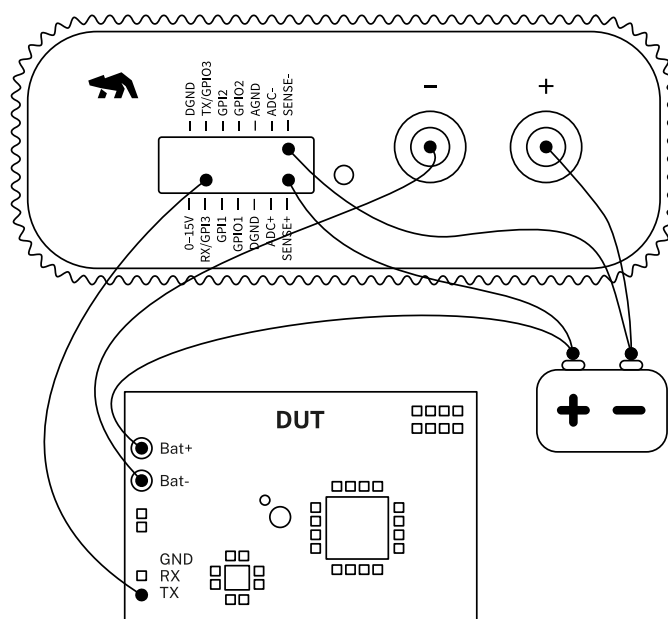 DGND
TX/GPIO3
GPI2
GPIO2
AGND
ADC-
SENSE-
-
+
0-15V
RX/GPI3
GPI1
GPIO1
DGND
ADC+
SENSE+
+ -
DUT
Bat+
Bat-
GND
RX
TX